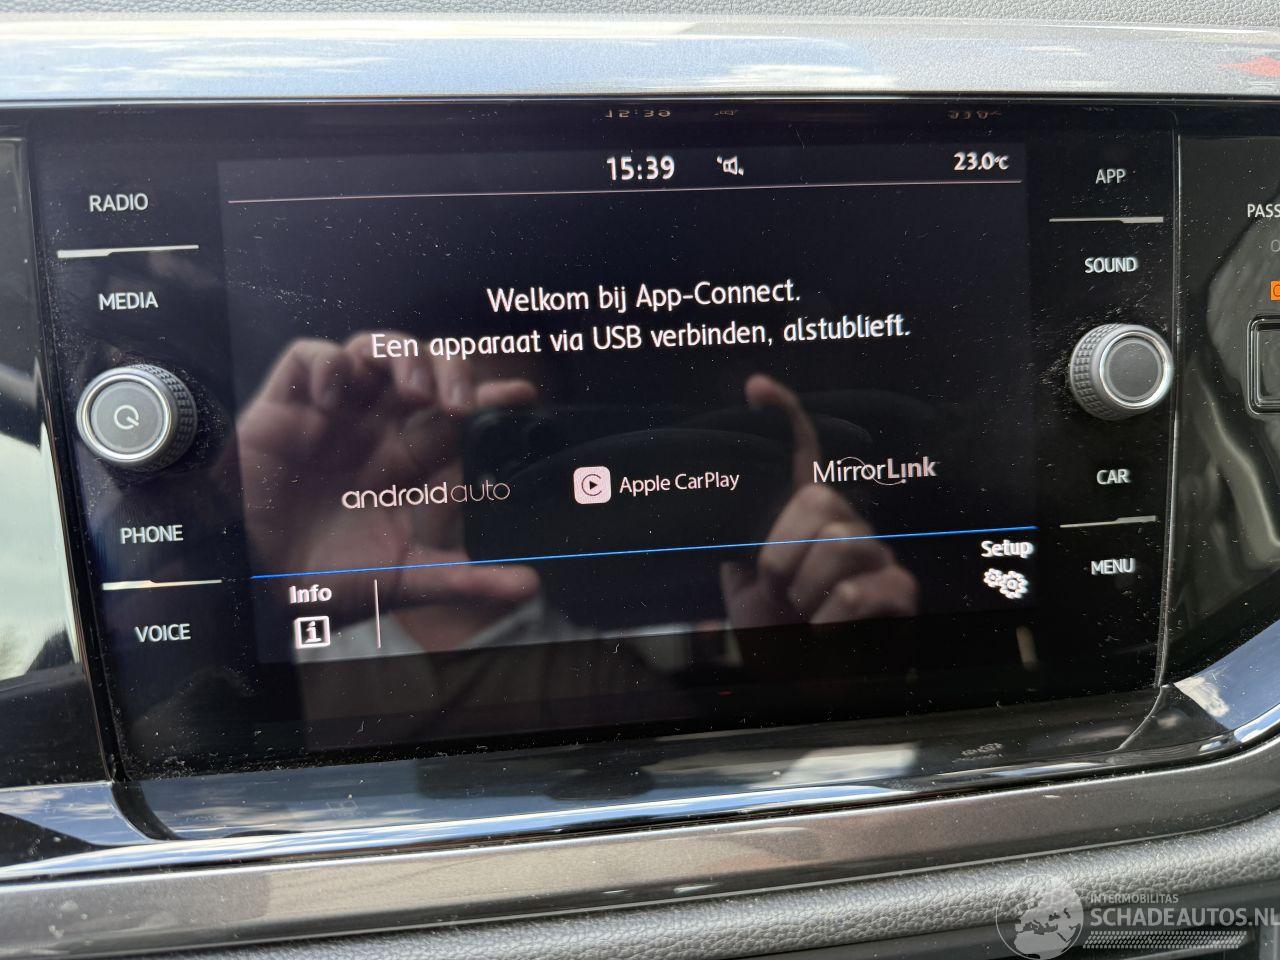 15:39
23.0°C
RADIO
MEDIA
PHONE
VOICE
Welkom bij App-Connect.
Een apparaat via USB verbinden, alstublieft.
androidauto
Apple CarPlay
MirrorLink
Info
Setup
APP
SOUND
CAR
MENU
PASS
INTERMOBILITAS
SCHADEAUTOS.NL